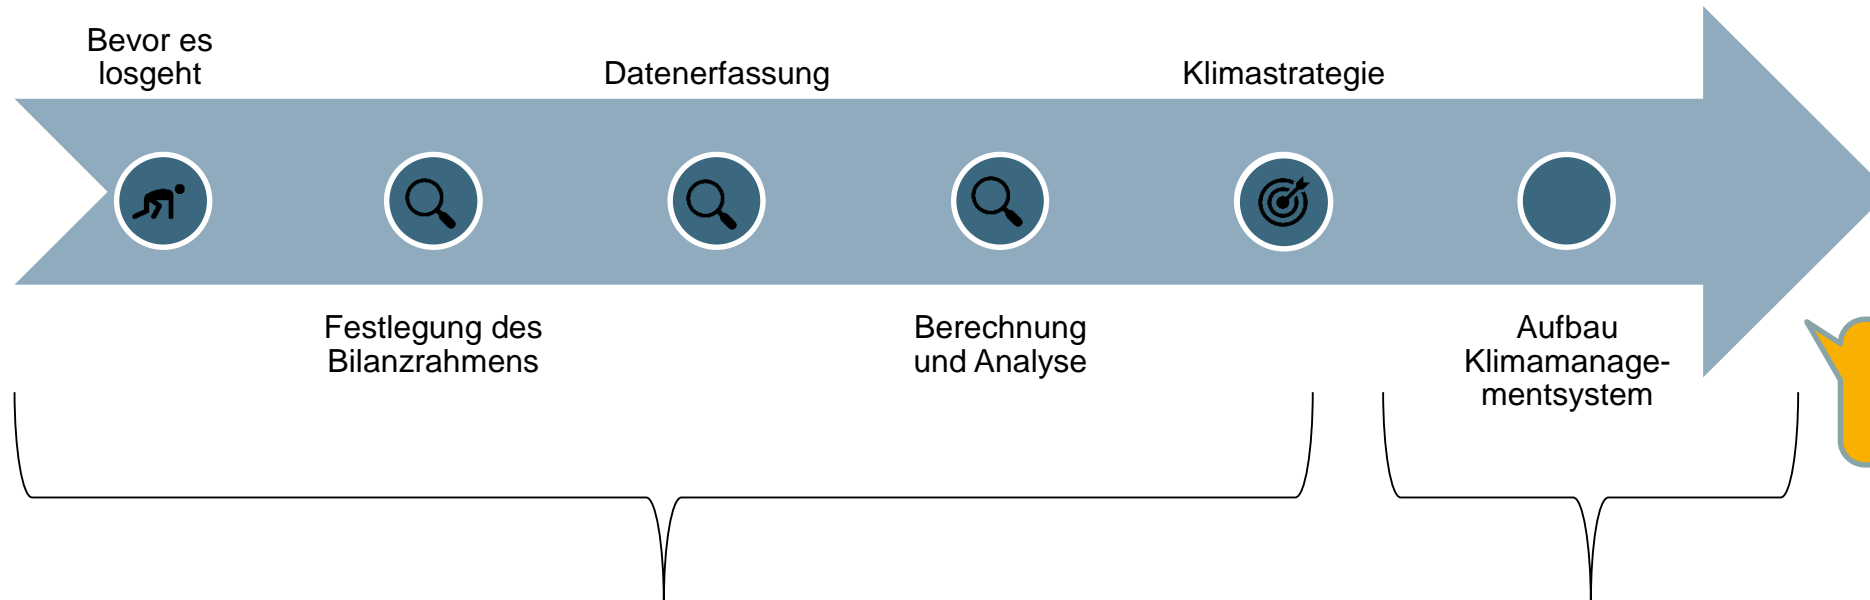 Bevor es
losgeht
Datenerfassung
Klimastrategie
Festlegung des
Bilanzrahmens
Berechnung
und Analyse
Aufbau
Klimamanage-
mentsystem